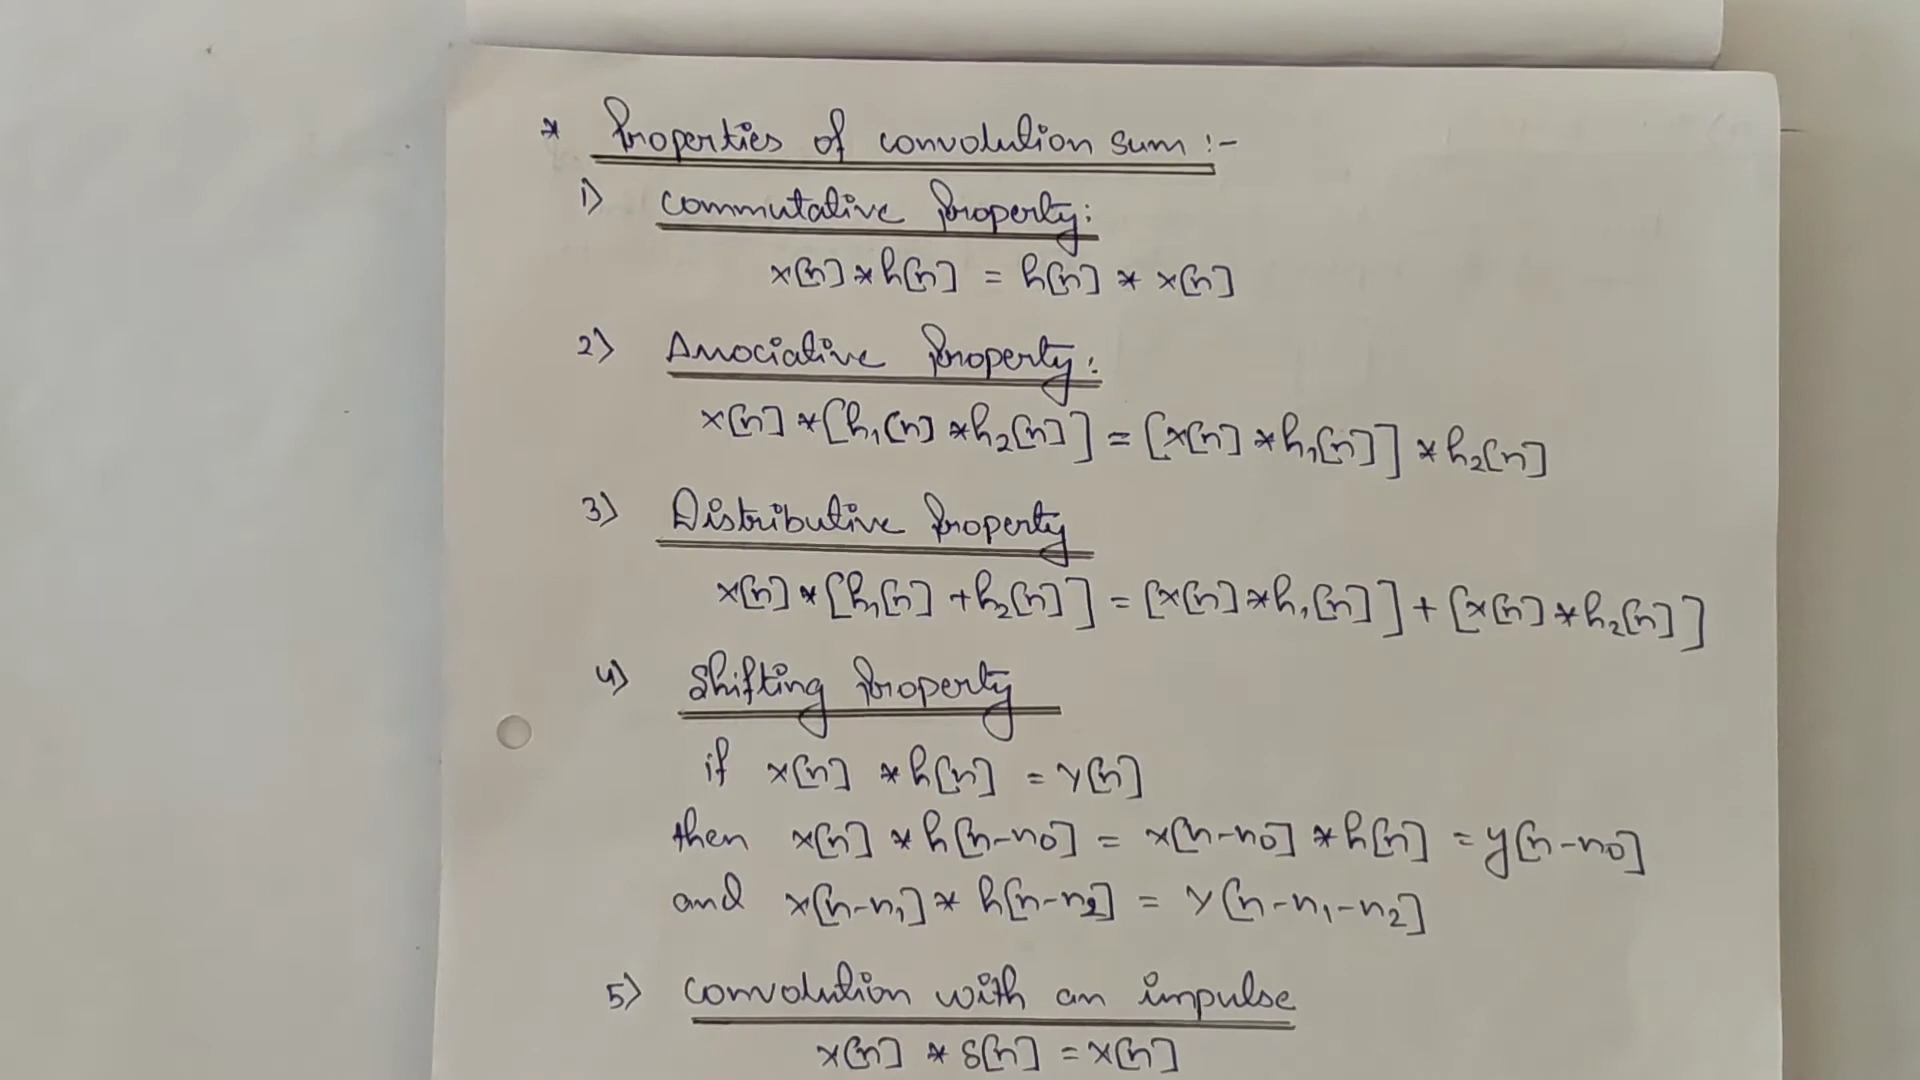 * Properties of convolution sum :-
1) commutative Property:
x[n] * h[n] = h[n] * x[n]
2) Associative Property:
x[n] * [h₁[n] * h₂[n]] = [x[n] * h₁[n]] * h₂[n]
3) Distributive Property
x[n] * [h₁[n] + h₂[n]] = [x[n] * h₁[n]] + [x[n] * h₂[n]]
4) Shifting Property
if x[n] * h[n] = y[n]
then x[n] * h[n-n0] = x[n-n0] * h[n] = y[n-n0]
and x[n-n₁] * h[n-n₂] = y[n-n₁-n₂]
5) convolution with an impulse
x[n] * δ[n] = x[n]